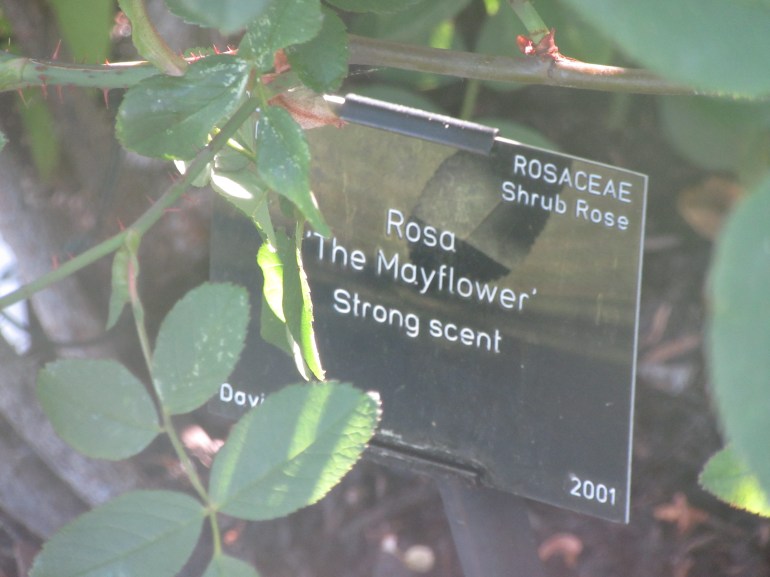 ROSACEAE
Shrub Rose
Rosa
'The Mayflower'
Strong scent
2001